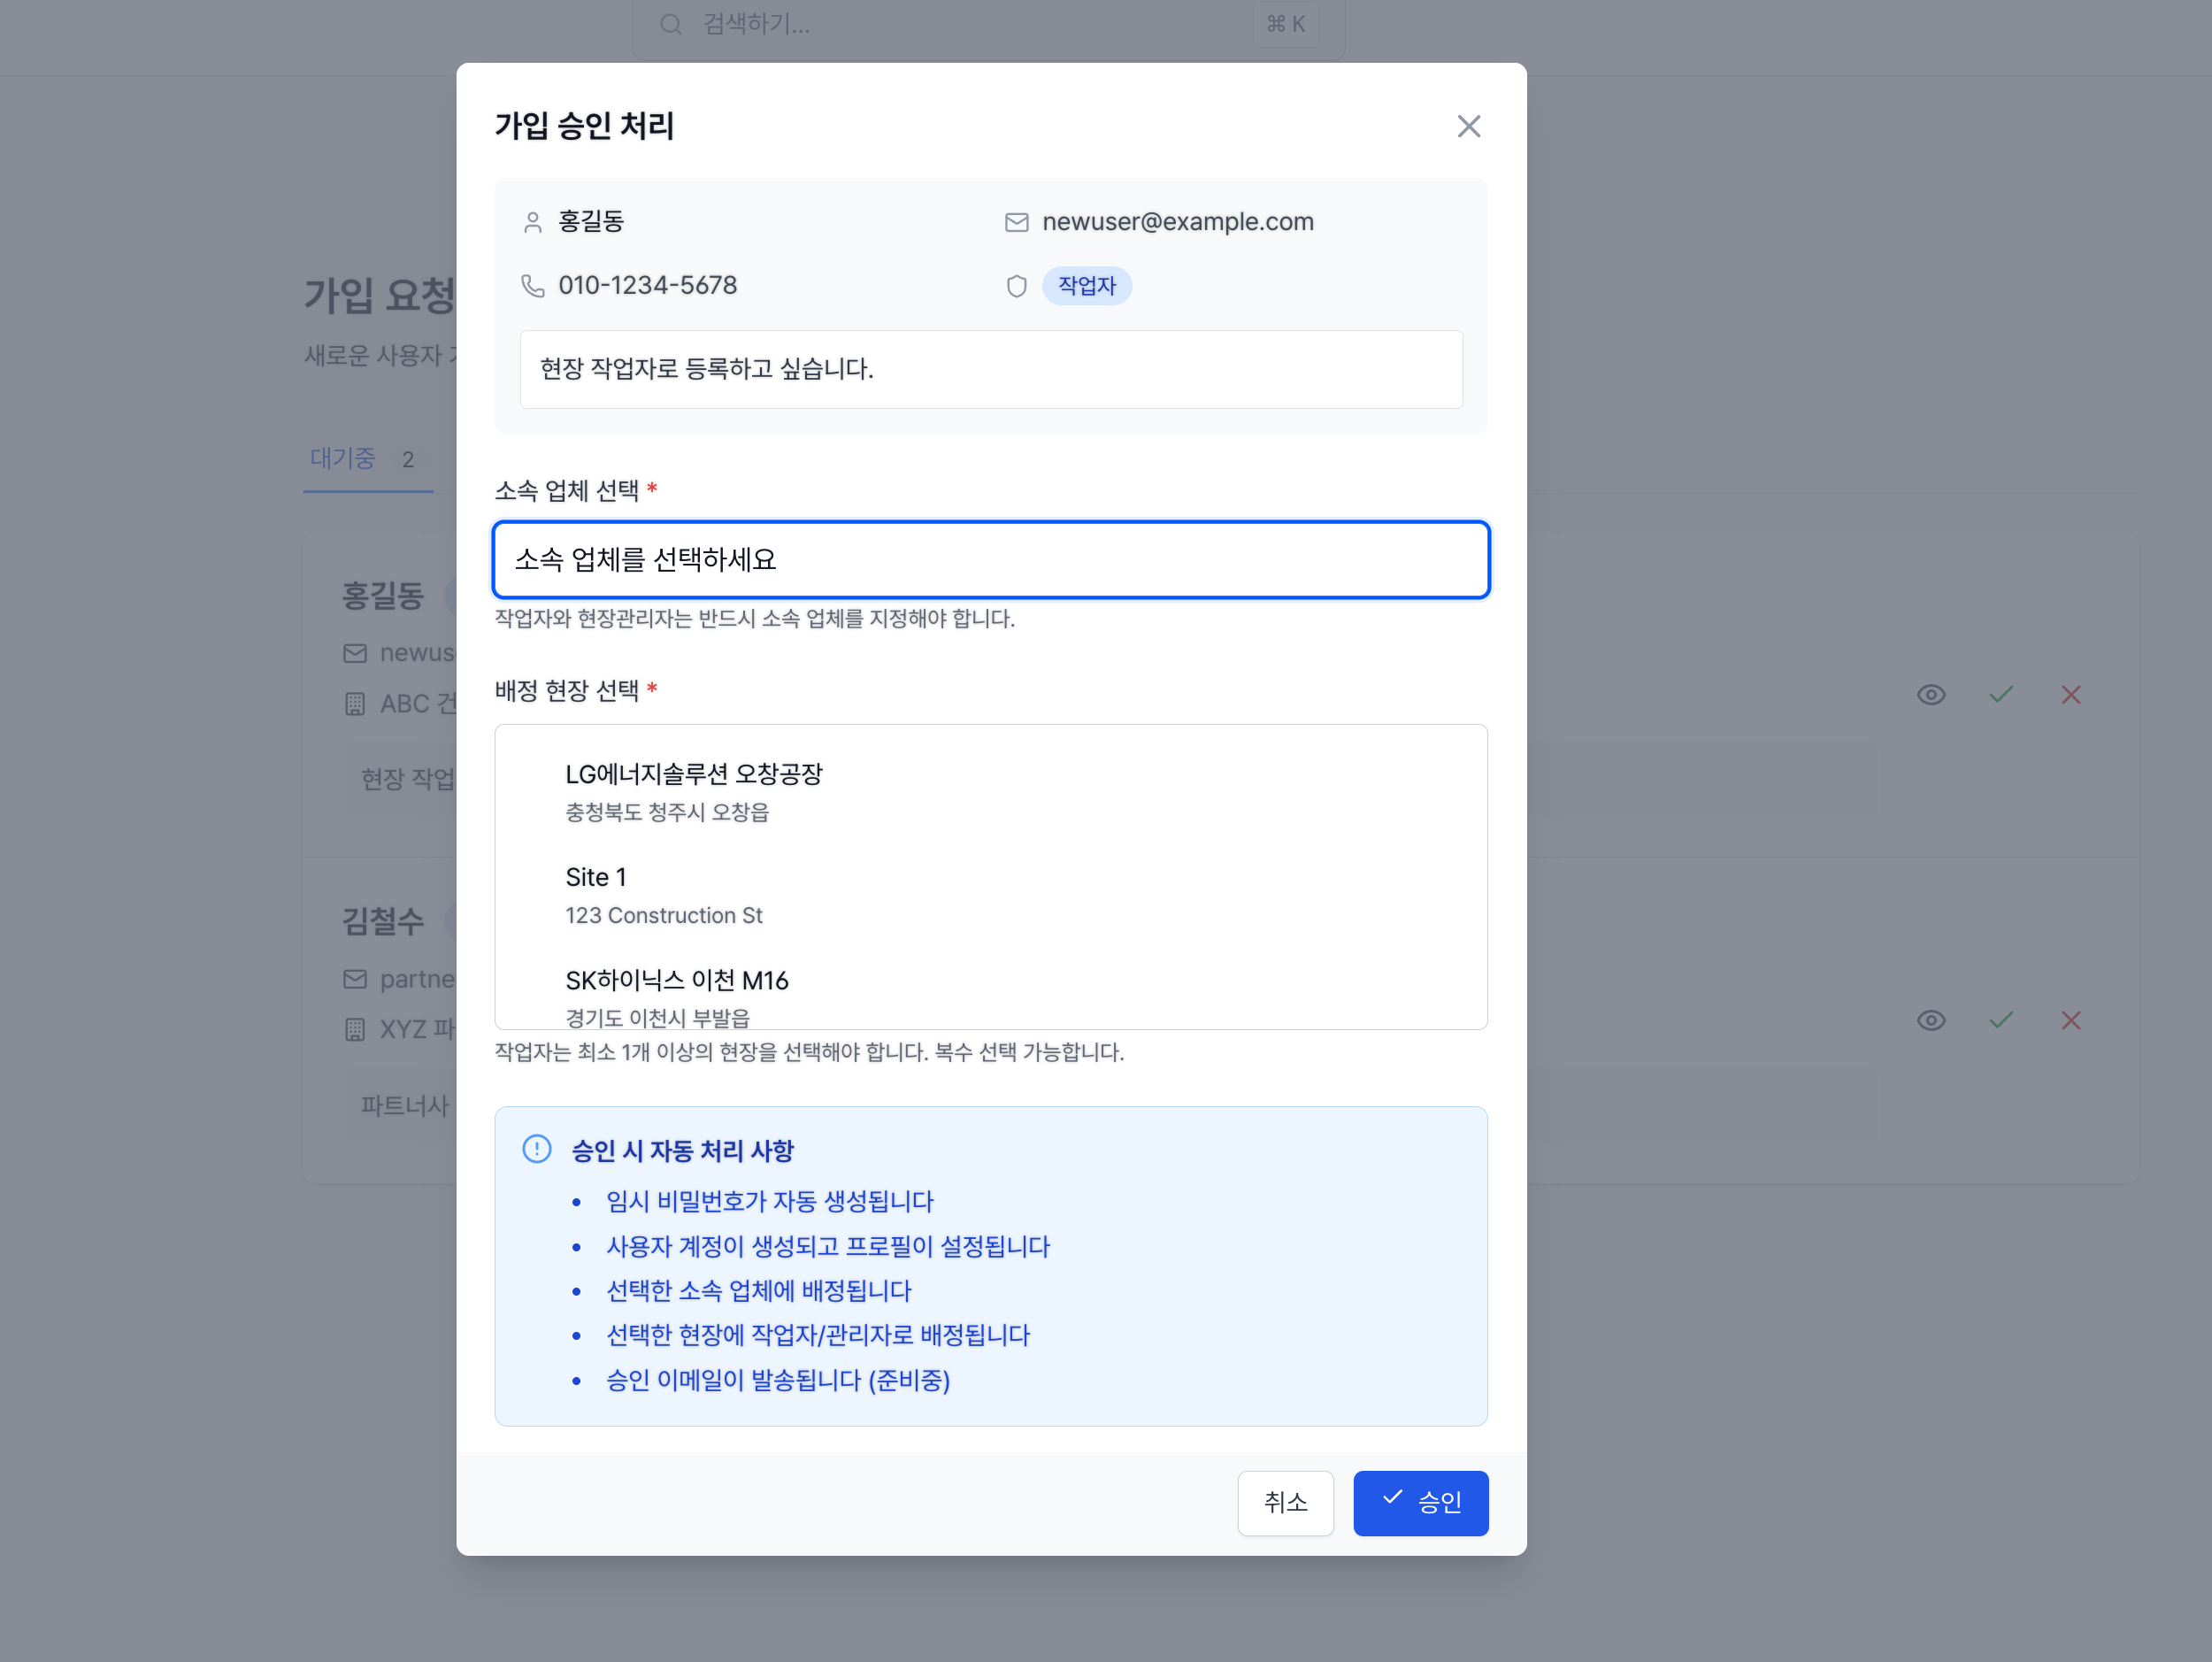 검색하기...
⌘ K
가입 승인 처리
홍길동
newuser@example.com
010-1234-5678
작업자
현장 작업자로 등록하고 싶습니다.
소속 업체 선택 *
소속 업체를 선택하세요
작업자와 현장관리자는 반드시 소속 업체를 지정해야 합니다.
배정 현장 선택 *
LG에너지솔루션 오창공장
충청북도 청주시 오창읍
Site 1
123 Construction St
SK하이닉스 이천 M16
경기도 이천시 부발읍
작업자는 최소 1개 이상의 현장을 선택해야 합니다. 복수 선택 가능합니다.
승인 시 자동 처리 사항
• 임시 비밀번호가 자동 생성됩니다
• 사용자 계정이 생성되고 프로필이 설정됩니다
• 선택한 소속 업체에 배정됩니다
• 선택한 현장에 작업자/관리자로 배정됩니다
• 승인 이메일이 발송됩니다 (준비중)
취소
승인
가입 요청
새로운 사용자
대기중 2
홍길동
newus
ABC 건
현장 작업
김철수
partne
XYZ 파
파트너사